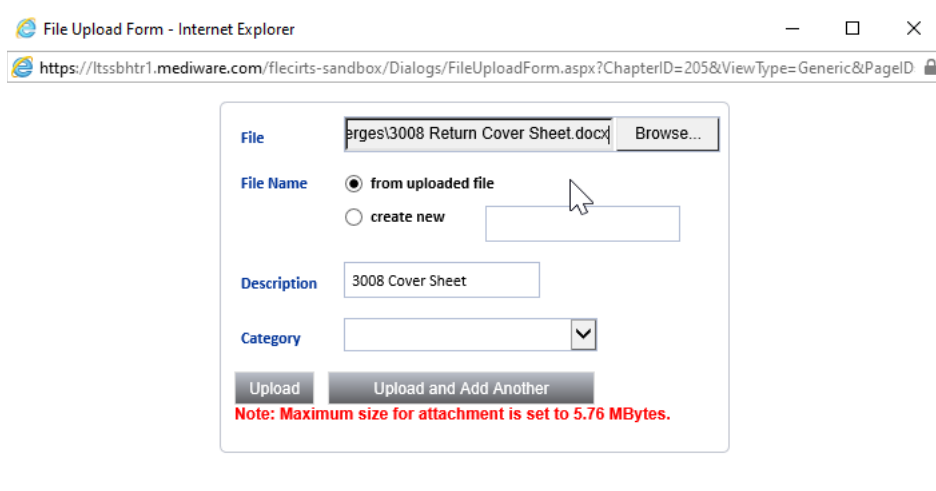 File Upload Form - Internet Explorer
https://ltssbhtr1.mediware.com/flecirts-sandbox/Dialogs/FileUploadForm.aspx?ChapterID=205&ViewType=Generic&PageID
File erges\3008 Return Cover Sheet.docx Browse...
File Name from uploaded file
create new
Description 3008 Cover Sheet
Category
Upload Upload and Add Another
Note: Maximum size for attachment is set to 5.76 MBytes.